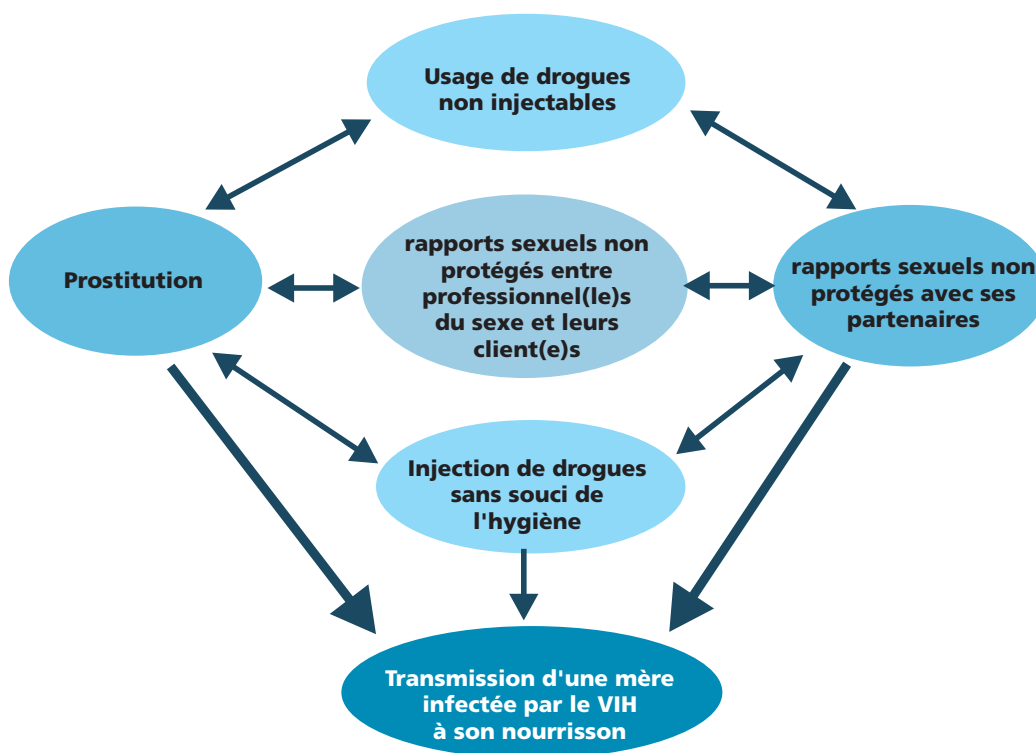 Usage de drogues
non injectables
Prostitution
rapports sexuels non
protégés entre
professionnel(le)s
du sexe et leurs
client(e)s
rapports sexuels non
protégés avec ses
partenaires
Injection de drogues
sans souci de
l'hygiène
Transmission d'une mère
infectée par le VIH
à son nourrisson